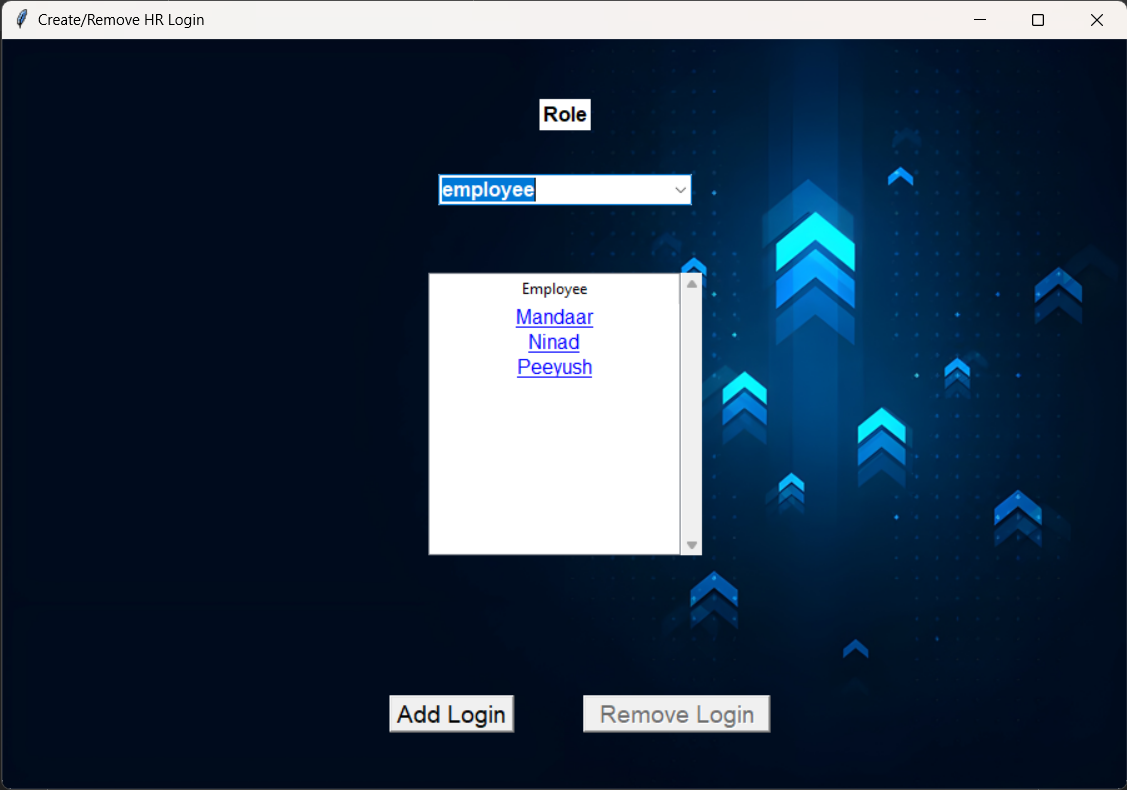 Create/Remove HR Login
Role
employee
Employee
Mandaar
Ninad
Peeyush
Add Login
Remove Login